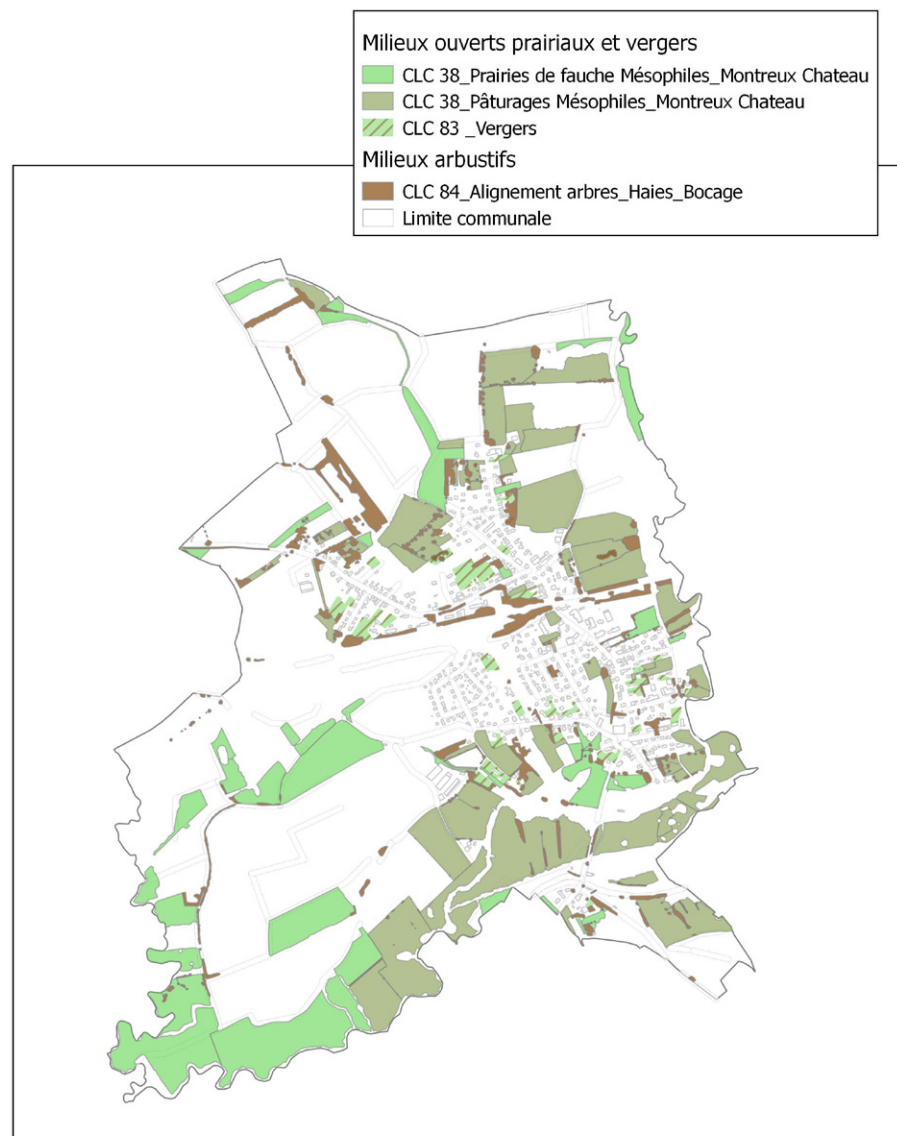 Milieux ouverts prairiaux et vergers
CLC 38_Prairies de fauche Mésophiles_Montreux Chateau
CLC 38_Pâturages Mésophiles_Montreux Chateau
CLC 83 _Vergers
Milieux arbustifs
CLC 84_Alignement arbres_Haies_Bocage
Limite communale